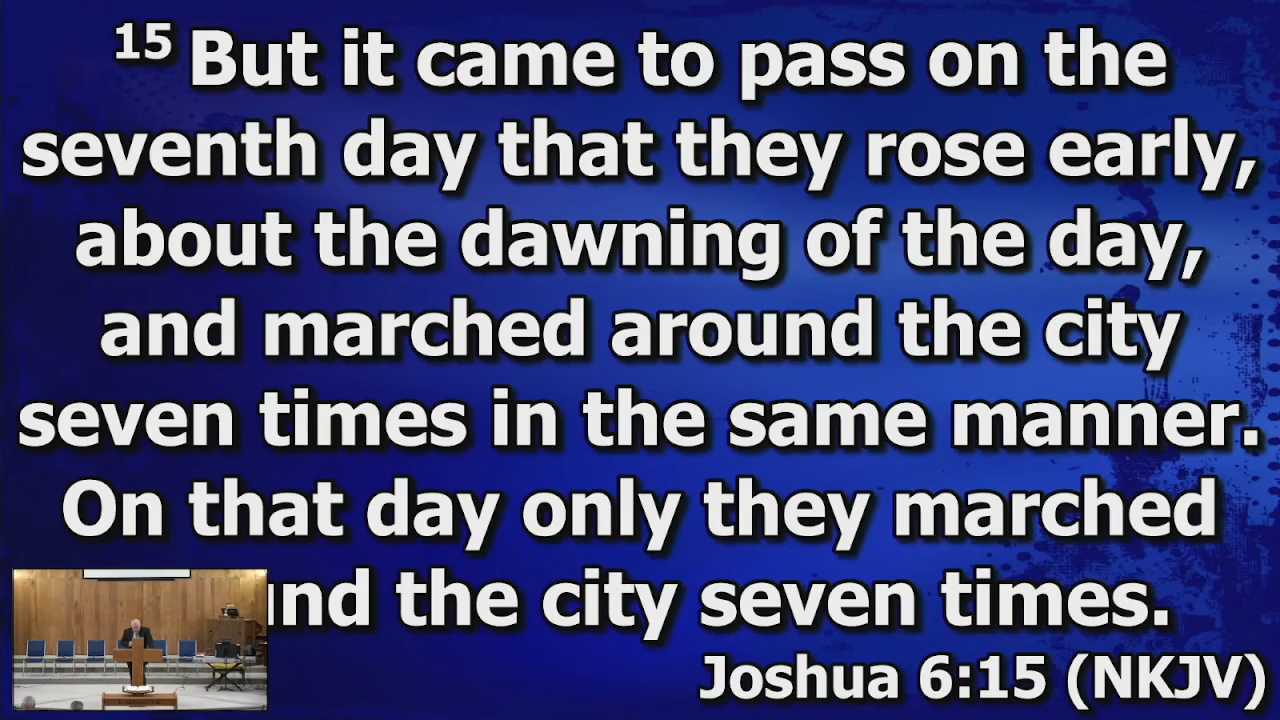 15 But it came to pass on the
seventh day that they rose early,
about the dawning of the day,
and marched around the city
seven times in the same manner.
On that day only they marched
the city seven times.
Joshua 6:15 (NKJV)